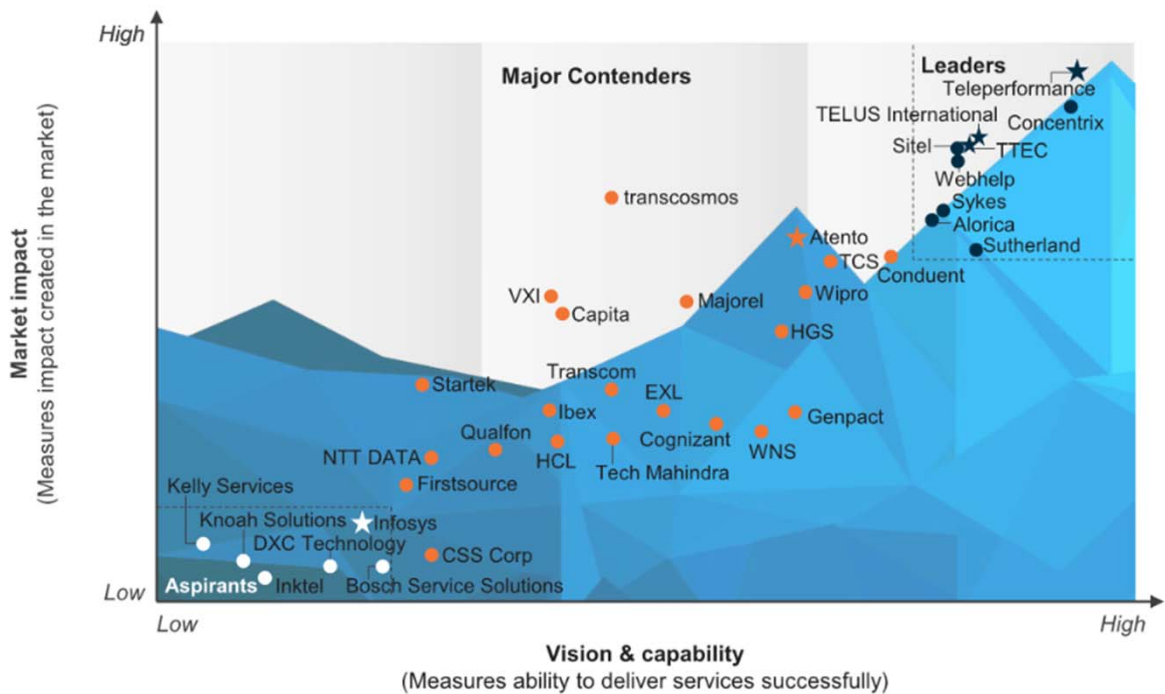 High
Major Contenders
Leaders
Teleperformance
TELUS International
Concentrix
Sitel
TTEC
Webhelp
transcosmos
Sykes
Alorica
Atento
Sutherland
TCS
Conduent
VXI
Capita
Majorel
Wipro
HGS
Transcom
Startek
EXL
Ibex
Genpact
Qualfon
Cognizant
WNS
NTT DATA
HCL
Tech Mahindra
Kelly Services
Firstsource
Knoah Solutions
Infosys
DXC Technology
CSS Corp
Aspirants
Inktel
Bosch Service Solutions
Low
Market impact
(Measures impact created in the market)
Low
High
Vision & capability
(Measures ability to deliver services successfully)